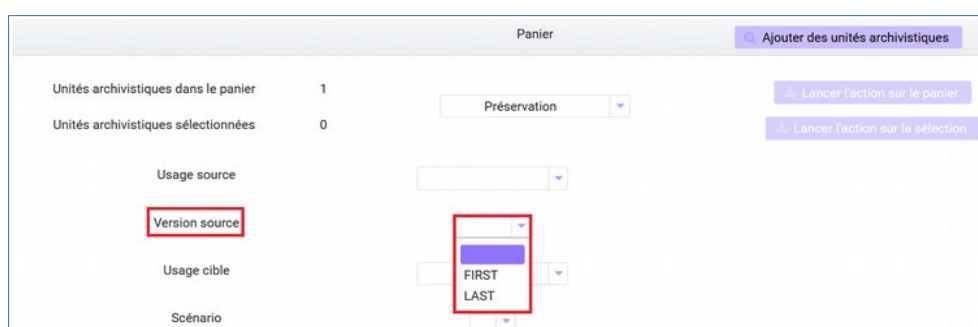 Panier
Ajouter des unités archivistiques
Unités archivistiques dans le panier 1
Préservation
Lancer l'action sur le panier
Unités archivistiques sélectionnées 0
Lancer l'action sur la sélection
Usage source
Version source
FIRST
LAST
Usage cible
Scénario